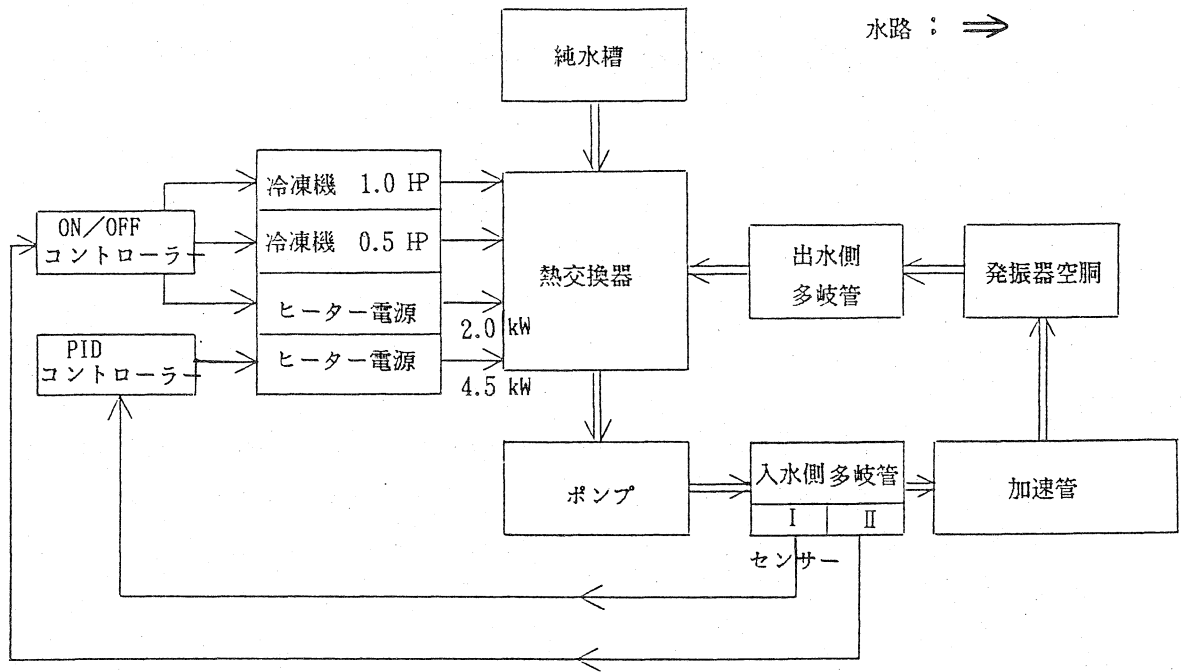 水路 : ⇒
純水槽
冷凍機 1.0 HP
冷凍機 0.5 HP
ヒーター電源
2.0 kW
ヒーター電源
4.5 kW
ON/OFF
コントローラー
PID
コントローラー
熱交換器
出水側
多岐管
発振器空胴
ポンプ
入水側多岐管
Ⅰ Ⅱ
センサー
加速管